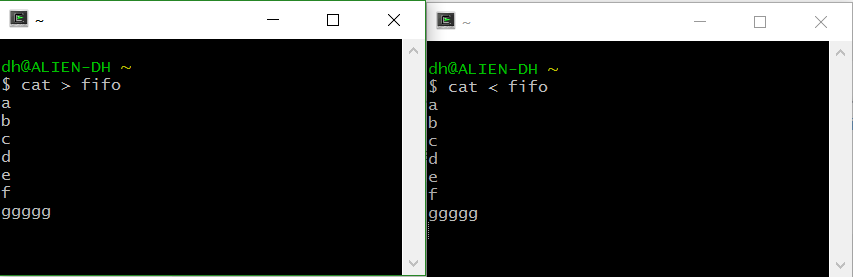 ~
dh@ALIEN-DH ~
$ cat > fifo
a
b
c
d
e
f
ggggg
~
dh@ALIEN-DH ~
$ cat < fifo
a
b
c
d
e
f
ggggg